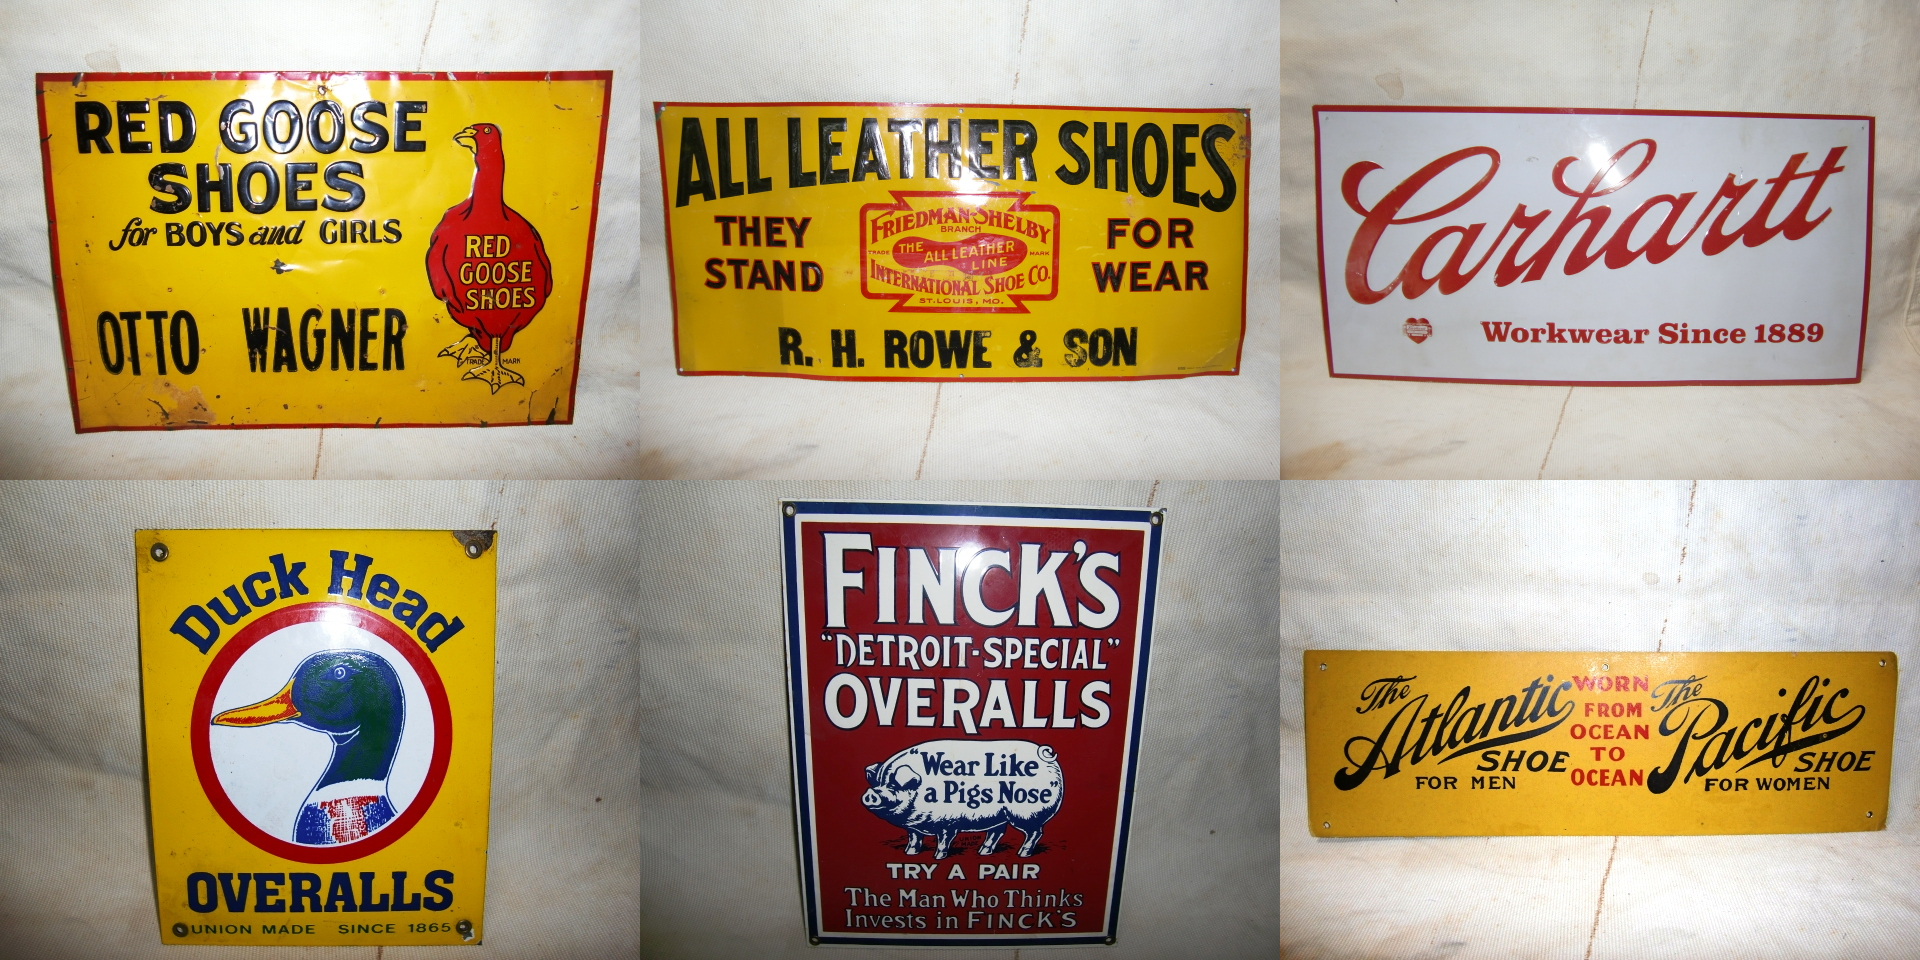 RED GOOSE
SHOES
for BOYS and GIRLS
RED
GOOSE
SHOES
OTTO WAGNER
TRADE MARK
ALL LEATHER SHOES
THEY
STAND
FRIEDMAN-SHELBY
BRANCH
TRADE MARK
THE
ALL LEATHER
LINE
INTERNATIONAL SHOE CO.
ST. LOUIS, MO.
FOR
WEAR
R. H. ROWE & SON
Carhartt
Workwear Since 1889
Duck Head
OVERALLS
UNION MADE SINCE 1865
FINCK'S
"DETROIT-SPECIAL"
OVERALLS
"Wear Like
a Pigs Nose"
TRY A PAIR
The Man Who Thinks
Invests in FINCK'S
The Atlantic
SHOE
FOR MEN
WORN
FROM
OCEAN
TO
OCEAN
The Pacific
SHOE
FOR WOMEN